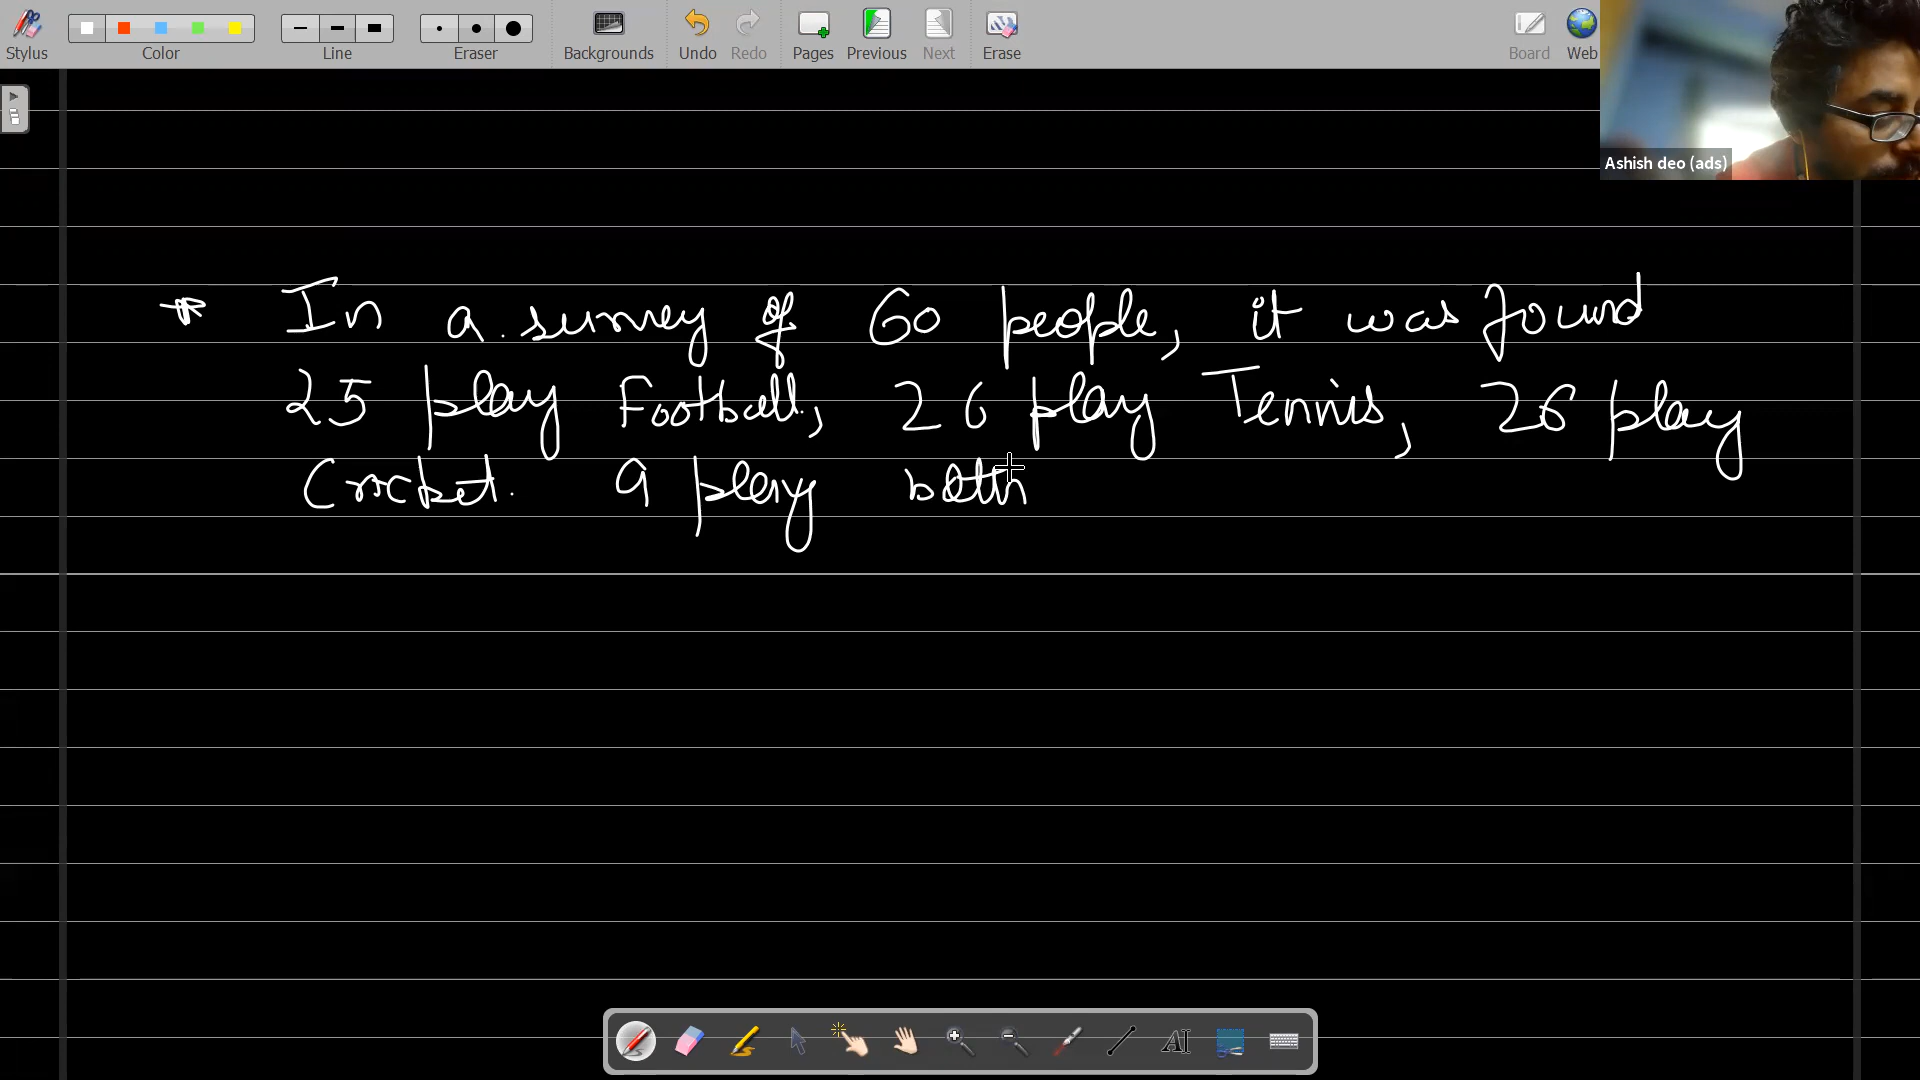 Stylus Color Line Eraser Backgrounds Undo Redo Pages Previous Next Erase Board Web
Ashish deo (ads)
* In a survey of 60 people, it was found
25 play Football, 26 play Tennis, 26 play
Cricket. 9 play both